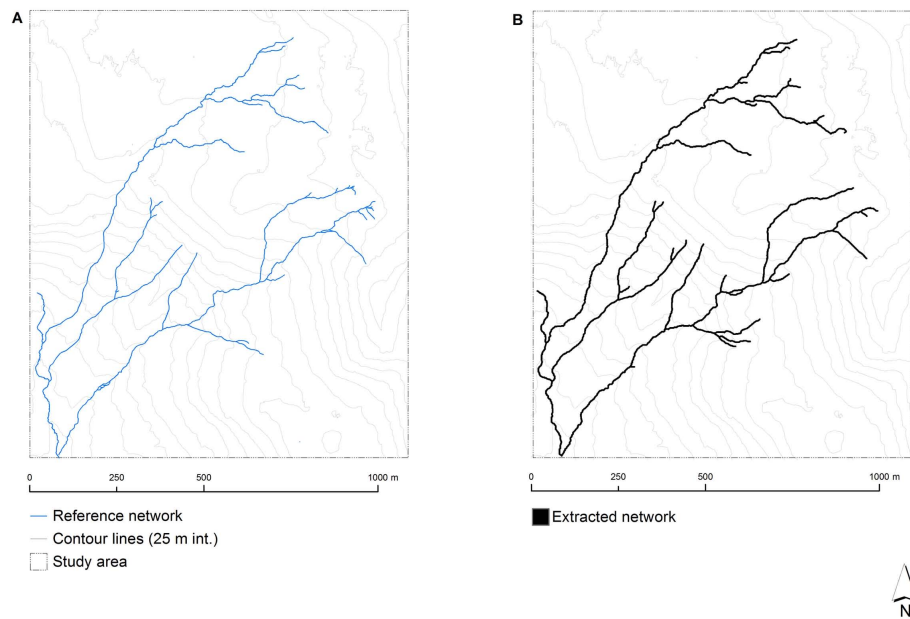 A
B
0 250 500 1000 m
0 250 500 1000 m
Reference network
Contour lines (25 m int.)
Study area
Extracted network
N